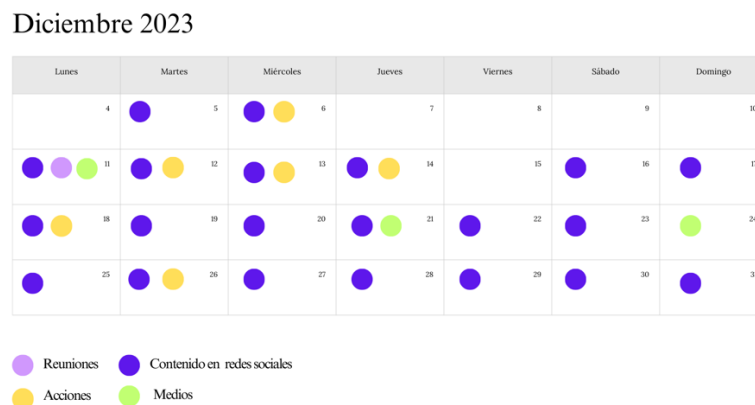 Diciembre 2023
Lunes Martes Miércoles Jueves Viernes Sábado Domingo
4 5 6 7 8 9 10
11 12 13 14 15 16
18 19 20 21 22 23
25 26 27 28 29 30
Reuniones Contenido en redes sociales
Acciones Medios